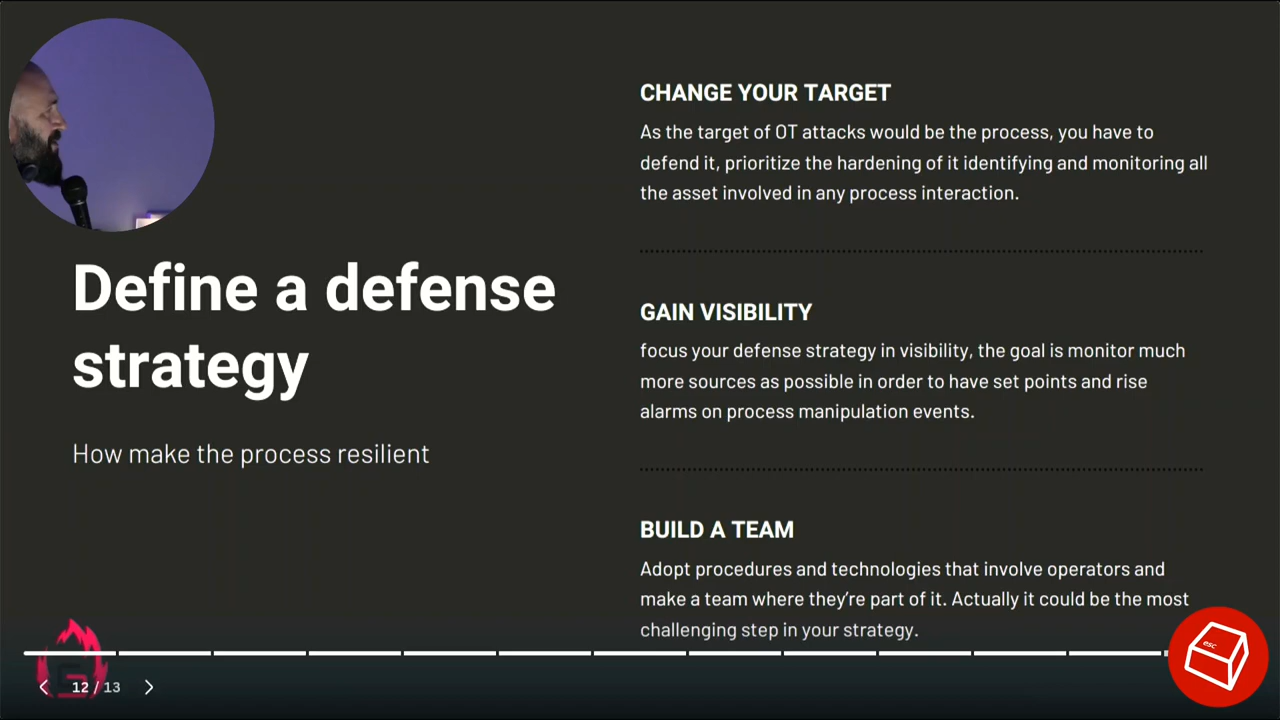 Define a defense
strategy
How make the process resilient
CHANGE YOUR TARGET
As the target of OT attacks would be the process, you have to
defend it, prioritize the hardening of it identifying and monitoring all
the asset involved in any process interaction.
GAIN VISIBILITY
focus your defense strategy in visibility, the goal is monitor much
more sources as possible in order to have set points and rise
alarms on process manipulation events.
BUILD A TEAM
Adopt procedures and technologies that involve operators and
make a team where they’re part of it. Actually it could be the most
challenging step in your strategy.
12 / 13
esc